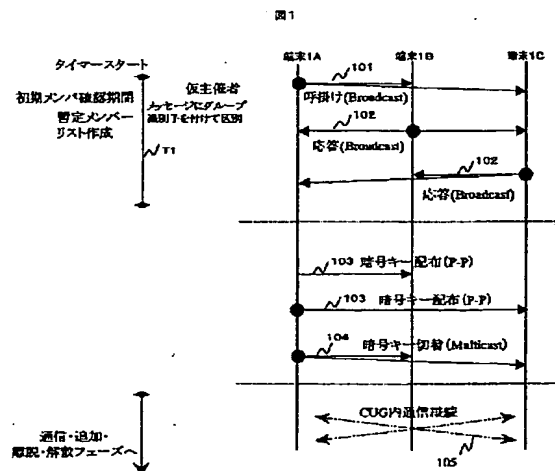 図1
端末1A
端末1B
端末1C
タイマースタート
初期メンバ確認期間
暫定メンバー
リスト作成
T1
仮主催者
メッセージにグループ
識別子を付けて区別
101
呼掛け(Broadcast)
102
応答(Broadcast)
102
応答(Broadcast)
103 暗号キー配布(P-P)
103 暗号キー配布(P-P)
104 暗号キー切替(Multicast)
CUG内通信
105
通信・追加・
離脱・解散フェーズへ